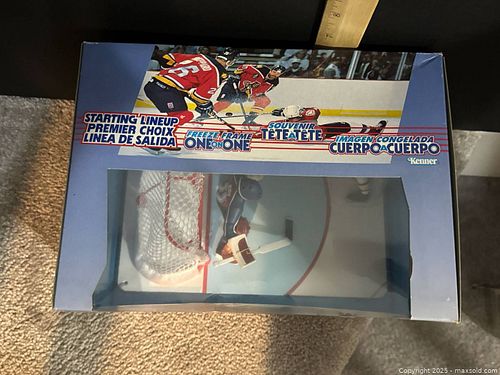 STARTING LINEUP
PREMIER CHOIX
LINEA DE SALIDA
FREEZE FRAME
ONE ON ONE
SOUVENIR
TÊTE À TÊTE
IMAGEN CONGELADA
CUERPO A CUERPO
Kenner
Copyright 2025 - maxsold.com